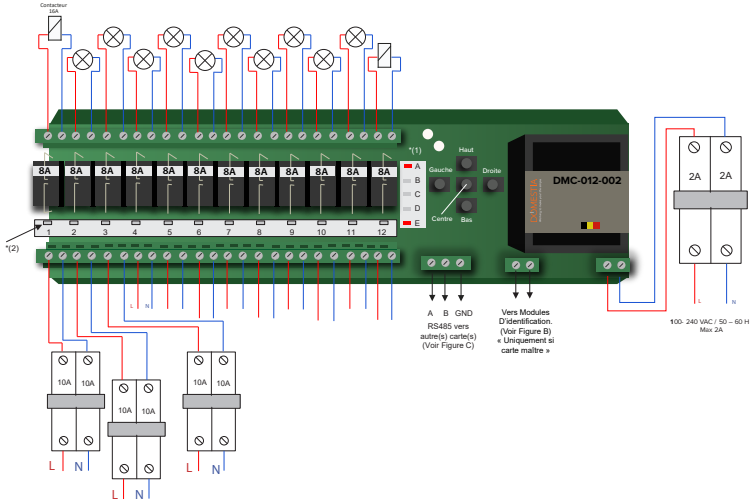 Contacteur
16A
*(1)
8A 8A 8A 8A 8A 8A 8A 8A 8A 8A 8A 8A
A
B
C
D
E
Haut
Gauche
Droite
Centre
Bas
DOMESTIA
DMC-012-002
2A 2A
1 2 3 4 5 6 7 8 9 10 11 12
*(2)
L N
A B GND
RS485 vers
autre(s) carte(s)
(Voir Figure C)
Vers Modules
D'identification.
(Voir Figure B)
« Uniquement si
carte maître »
L N
100- 240 VAC / 50 – 60 H
Max 2A
10A 10A
10A 10A
10A 10A
L N
L N
L N